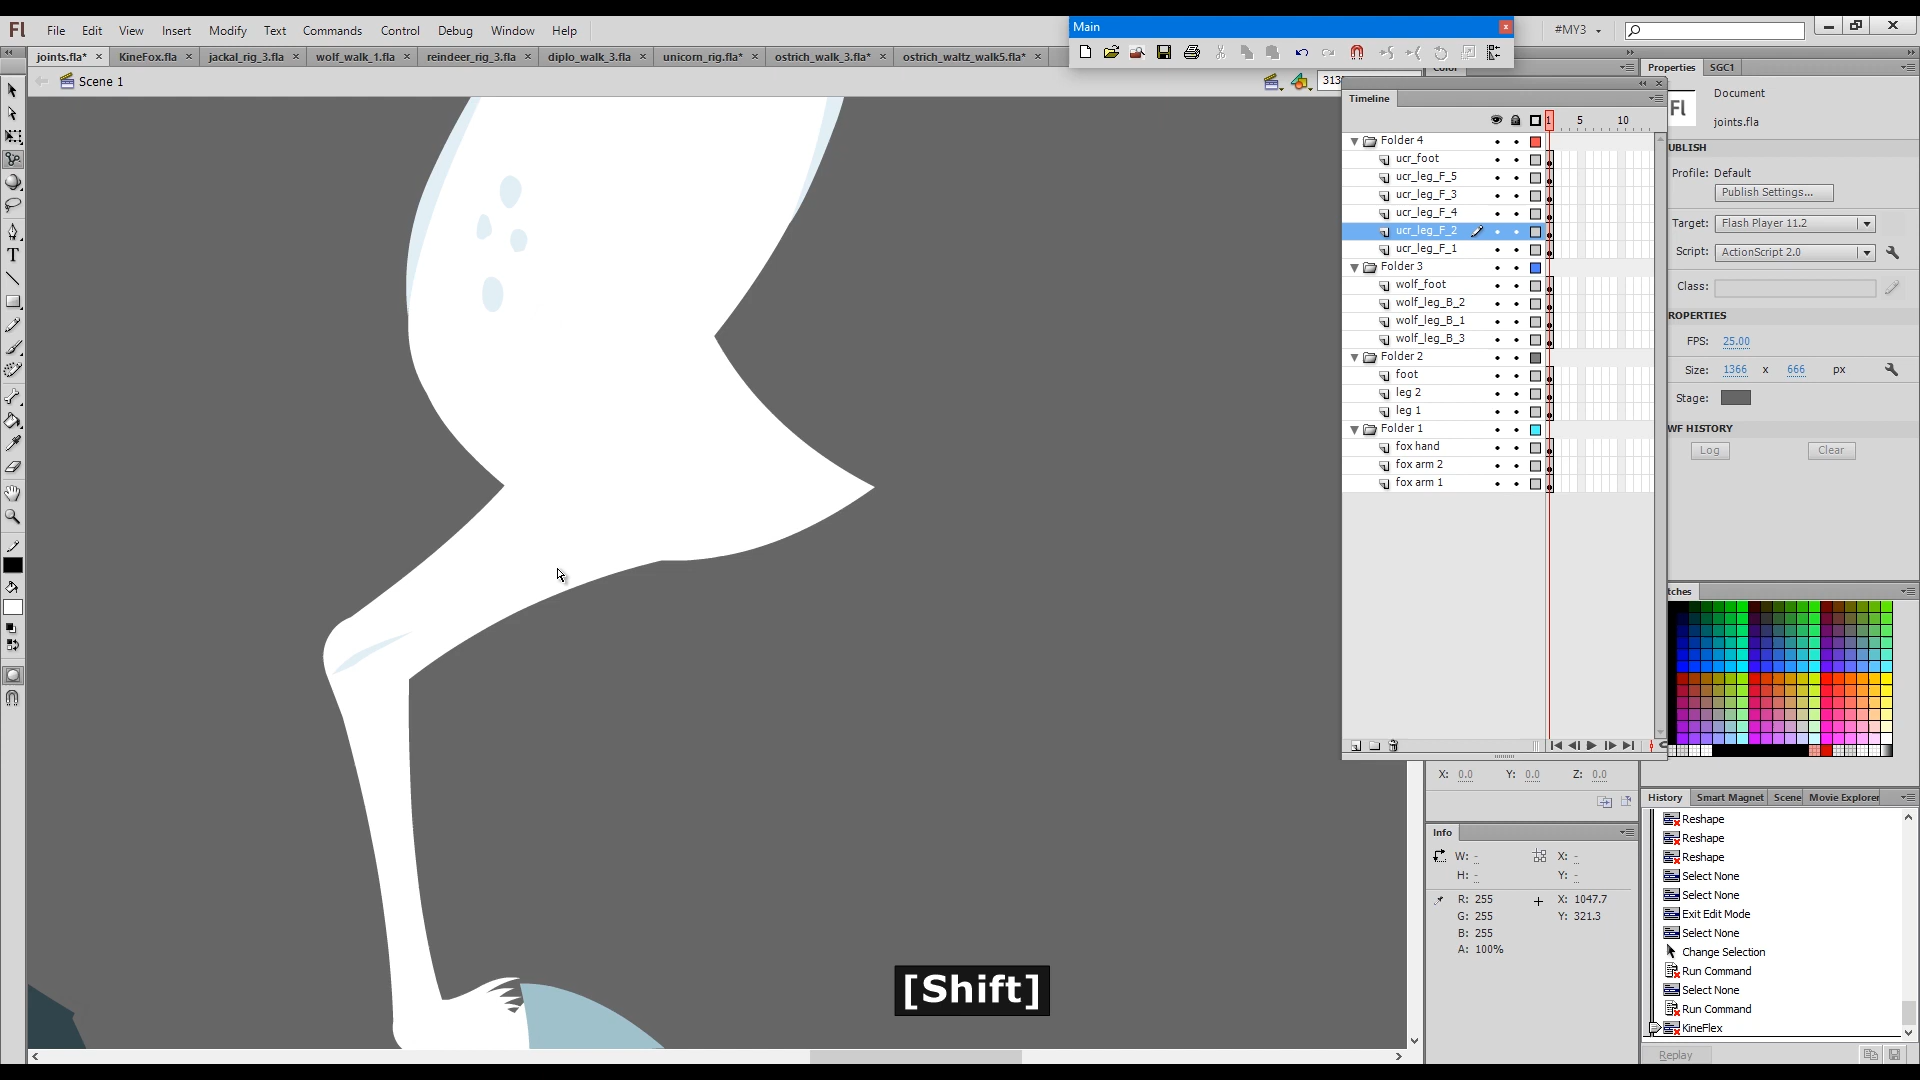 Fl File Edit View Insert Text Commands Control Debug Window Help
Main
#MY3
joints.fla* KineFox.fla jackal_rig_3.fla wolf_walk_1.fla reindeer_rig_3.fla diplo_walk_3.fla unicorn_rig.fla* ostrich_walk_3.fla* ostrich_waltz_walk5.fla*
Scene 1
313
Timeline
1 5 10
Folder 4
ucr_foot
ucr_leg_F_5
ucr_leg_F_3
ucr_leg_F_4
ucr_leg_F_2
ucr_leg_F_1
Folder 3
wolf_foot
wolf_leg_B_2
wolf_leg_B_1
wolf_leg_B_3
Folder 2
foot
leg 2
leg 1
Folder 1
fox hand
fox arm 2
fox arm 1
Properties SGC1
Fl
Document
joints.fla
UBLISH
Profile: Default
Publish Settings...
Target: Flash Player 11.2
Script: ActionScript 2.0
Class:
ROPERTIES
FPS: 25.00
Size: 1366 x 666 px
Stage:
WF HISTORY
Log Clear
tches
X: 0.0 Y: 0.0 Z: 0.0
Info
W: - X: -
H: - Y: -
R: 255 X: 1047.7
G: 255 Y: 321.3
B: 255
A: 100%
History Smart Magnet Scene Movie Explorer
Reshape
Reshape
Reshape
Select None
Select None
Exit Edit Mode
Select None
Change Selection
Run Command
Select None
Run Command
KineFlex
Replay
[Shift]